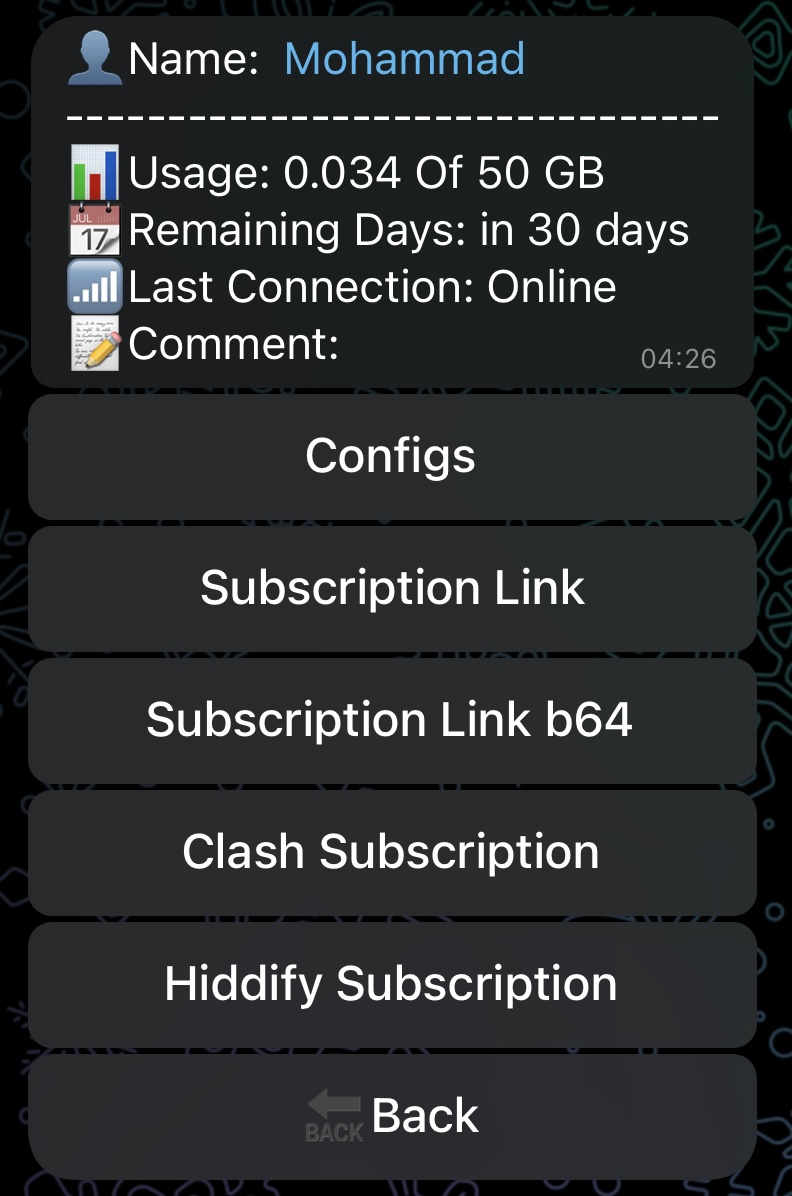 👤Name: Mohammad
--------------------------------
📊Usage: 0.034 Of 50 GB
📆Remaining Days: in 30 days
📶Last Connection: Online
📝Comment:
04:26
Configs
Subscription Link
Subscription Link b64
Clash Subscription
Hiddify Subscription
🔙Back